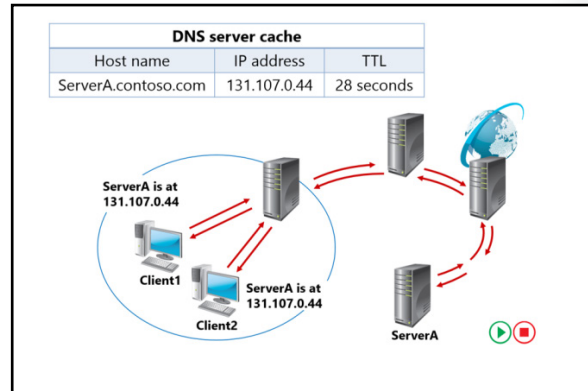 DNS server cache
Host name IP address TTL
ServerA.contoso.com 131.107.0.44 28 seconds
ServerA is at
131.107.0.44
Client1
ServerA is at
131.107.0.44
Client2
ServerA